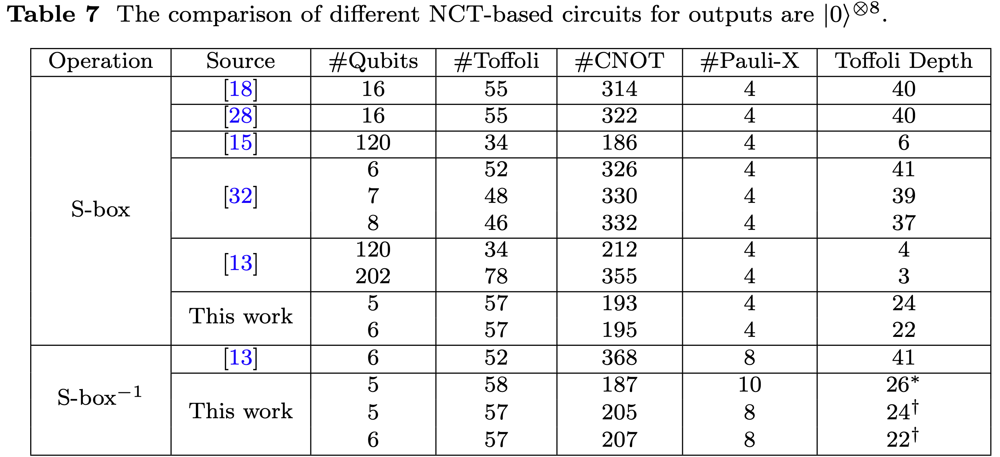 Table 7 The comparison of different NCT-based circuits for outputs are |0⟩⊗8.
Operation Source #Qubits #Toffoli #CNOT #Pauli-X Toffoli Depth
S-box
[18] 16 55 314 4 40
[28] 16 55 322 4 40
[15] 120 34 186 4 6
[32]
6 52 326 4 41
7 48 330 4 39
8 46 332 4 37
[13]
120 34 212 4 4
202 78 355 4 3
This work
5 57 193 4 24
6 57 195 4 22
S-box⁻¹
[13] 6 52 368 8 41
This work
5 58 187 10 26*
5 57 205 8 24†
6 57 207 8 22†